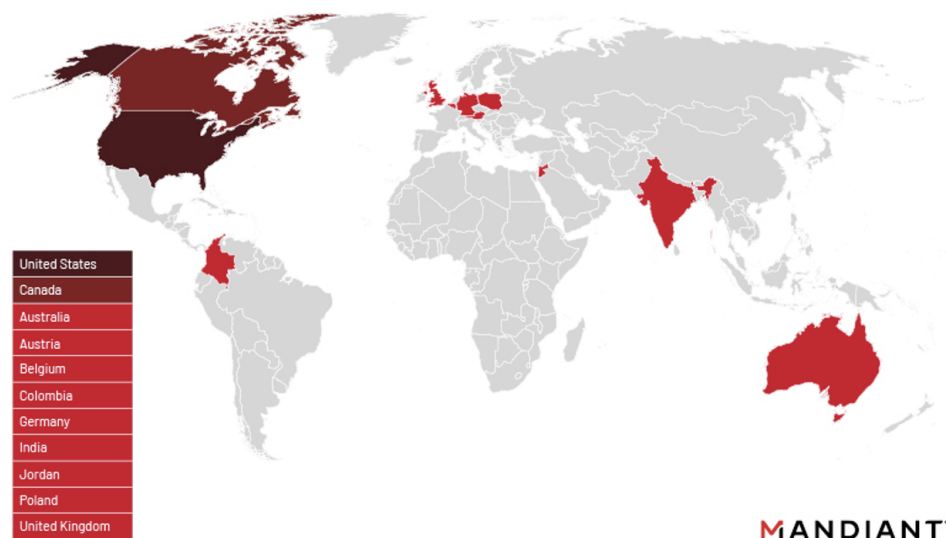 United States
Canada
Australia
Austria
Belgium
Colombia
Germany
India
Jordan
Poland
United Kingdom
MANDIANT